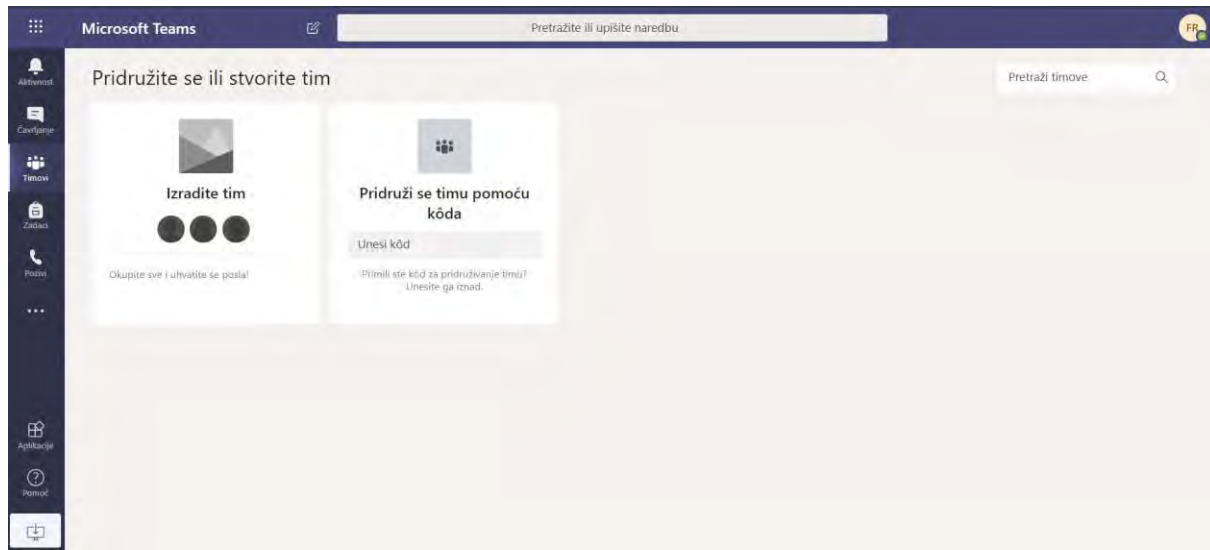 Microsoft Teams
Pretražite ili upišite naredbu
FR
Aktivnost
Pridružite se ili stvorite tim
Pretraži timove
Čavrljanje
Timovi
Izradite tim
Pridruži se timu pomoću
kôda
Zadaci
Unesi kôd
Pozivi
Okupite sve i uhvatite se posla!
Primili ste kôd za pridruživanje timu?
Unesite ga iznad.
Aplikacije
Pomoć